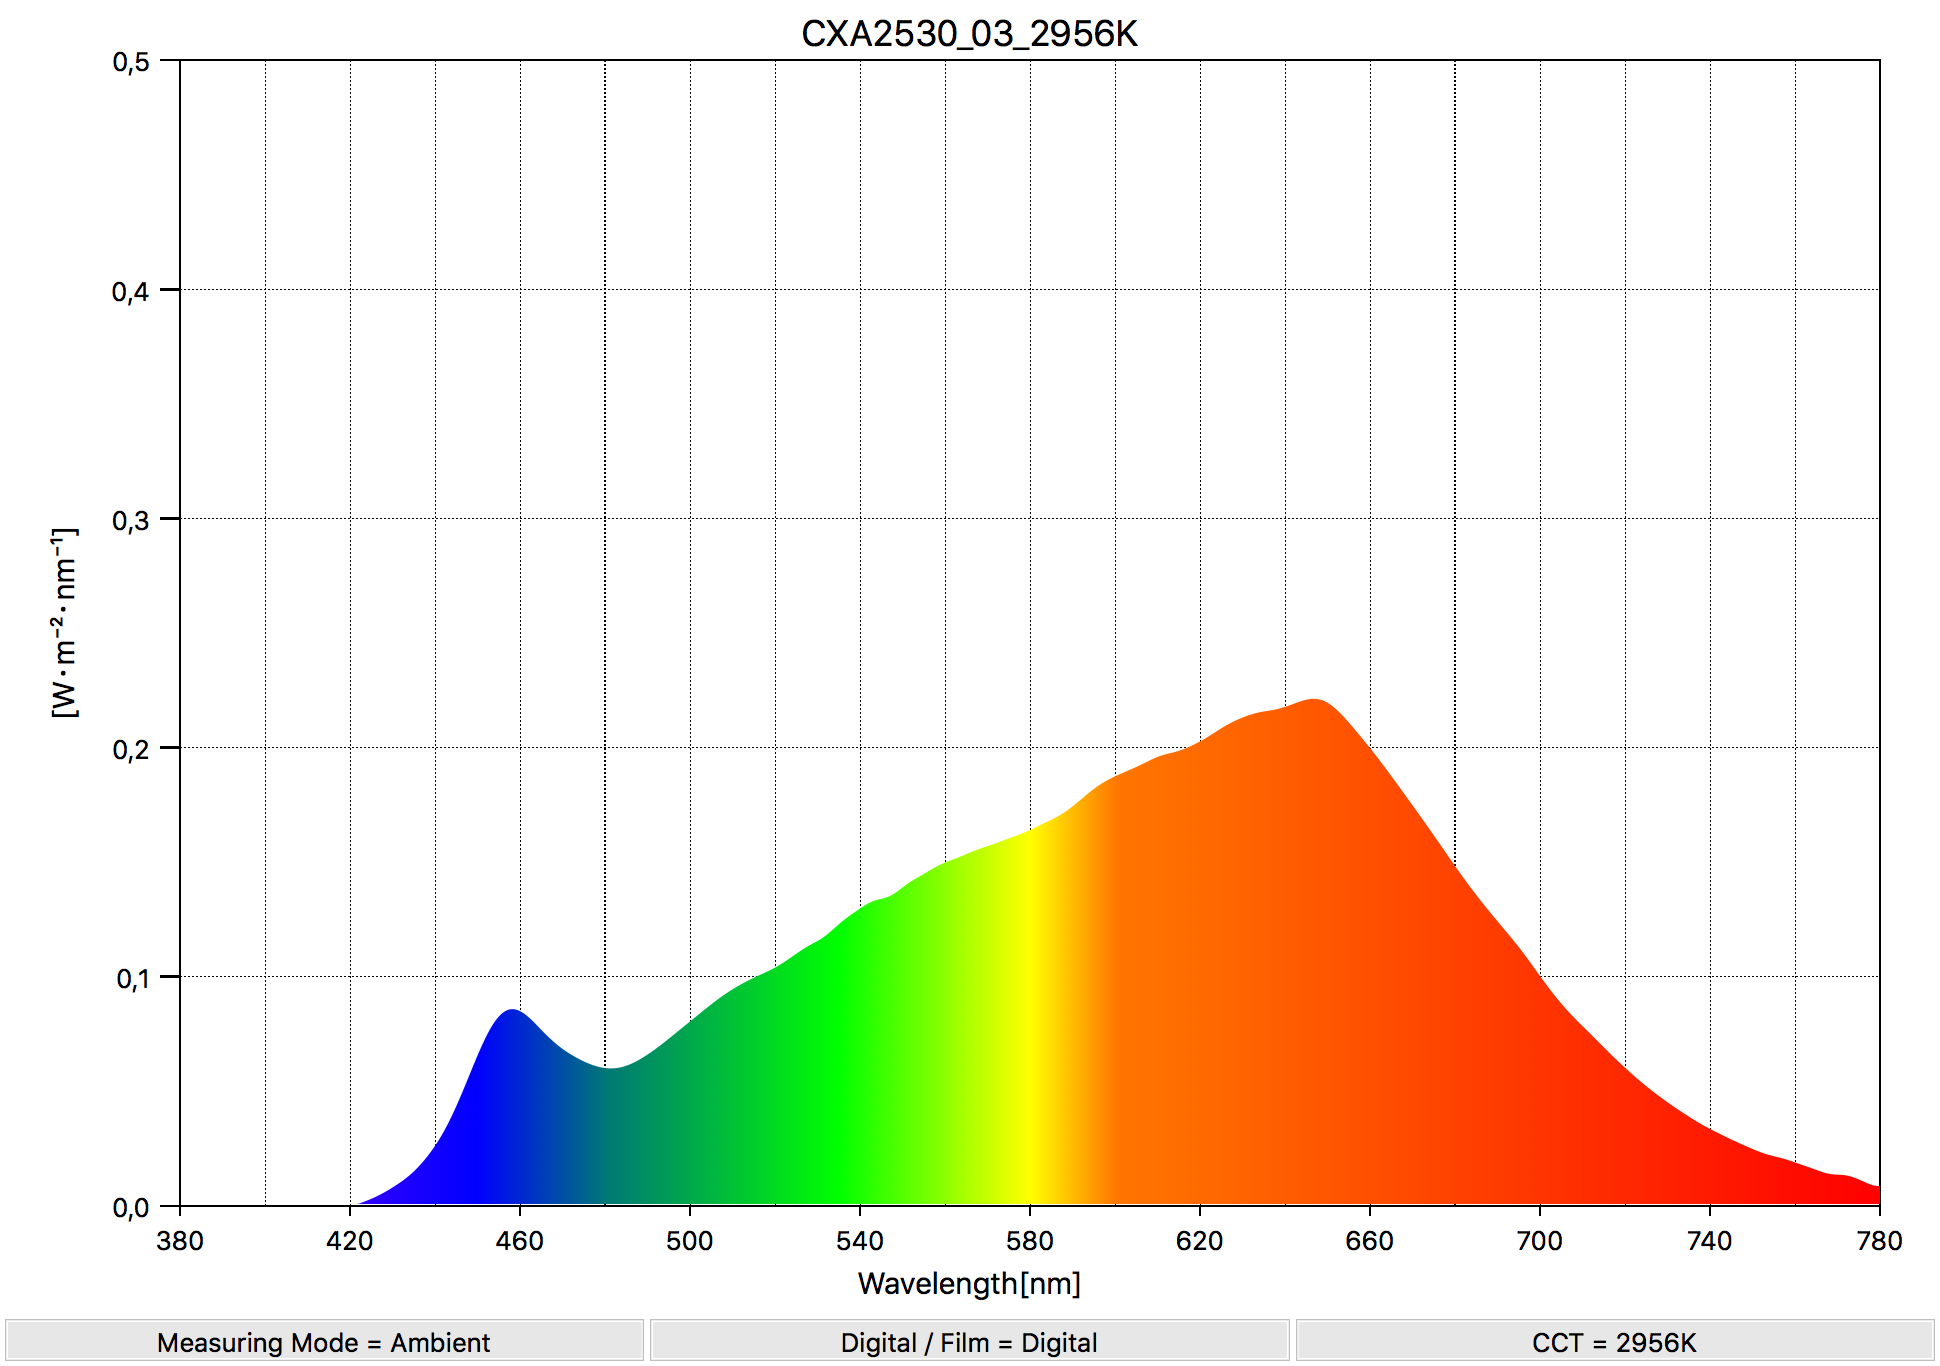 CXA2530_03_2956K
0,5
0,4
0,3
0,2
0,1
0,0
[W·m⁻²·nm⁻¹]
380 420 460 500 540 580 620 660 700 740 780
Wavelength[nm]
Measuring Mode = Ambient
Digital / Film = Digital
CCT = 2956K